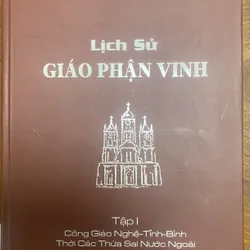 Lịch Sử
GIÁO PHẬN VINH
Tập I
Công Giáo Nghệ-Tĩnh-Bình
Thời Các Thừa Sai Nước Ngoài